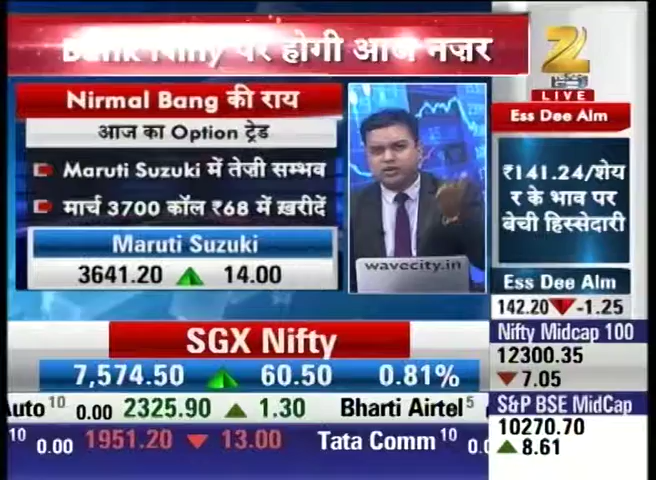 Bank Nifty पर होगी आज नज़र
LIVE
Nirmal Bang की राय
आज का Option ट्रेड
Maruti Suzuki में तेज़ी सम्भव
मार्च 3700 कॉल ₹68 में ख़रीदें
Maruti Suzuki
3641.20 14.00
wavecity.in
Ess Dee Alm
₹141.24/शेय
र के भाव पर
बेची हिस्सेदारी
Ess Dee Alm
142.20 -1.25
SGX Nifty
7,574.50 60.50 0.81%
Nifty Midcap 100
12300.35
7.05
S&P BSE MidCap
10270.70
8.61
Auto 10 0.00 2325.90 1.30 Bharti Airtel 5
10 0.00 1951.20 13.00 Tata Comm 10 0.0